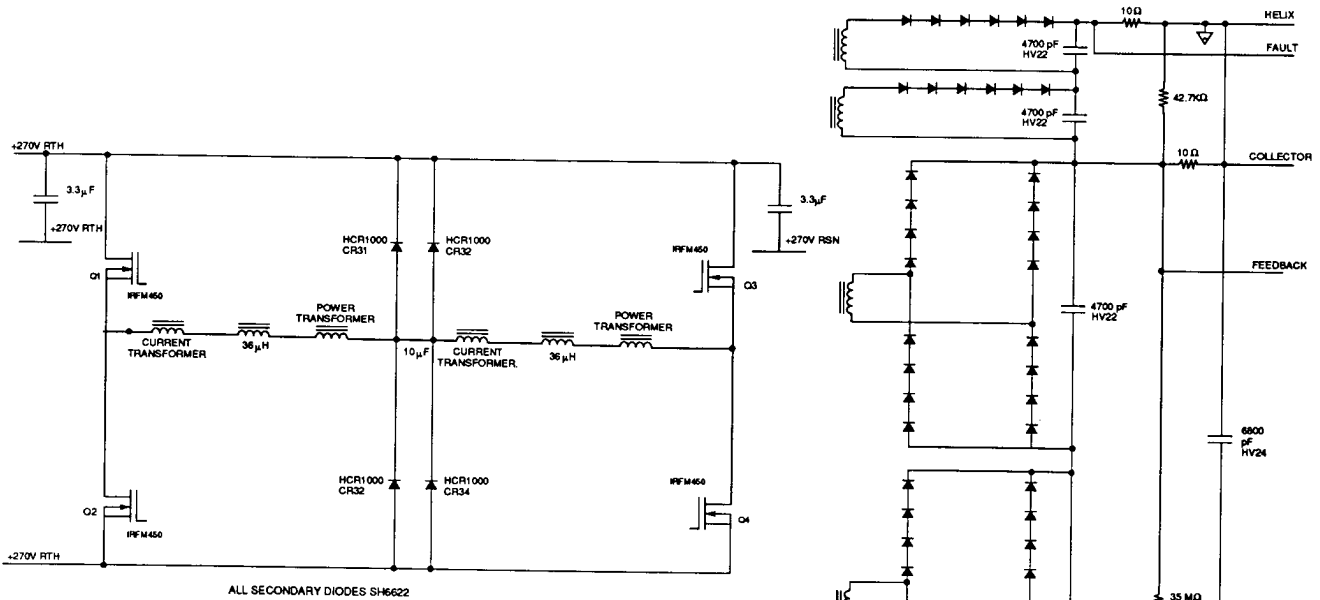 +270V RTH
3.3µF
+270V RTH
Q1
IRFM450
CURRENT
TRANSFORMER
36µH
POWER
TRANSFORMER
HCR1000
CR31
HCR1000
CR32
10µF
CURRENT
TRANSFORMER.
36µH
POWER
TRANSFORMER
IRFM450
Q3
3.3µF
+270V RSN
Q2
IRFM450
HCR1000
CR32
HCR1000
CR34
IRFM450
Q4
+270V RTH
ALL SECONDARY DIODES SH6622
10Ω
HELIX
4700 pF
HV22
FAULT
42.7KΩ
4700 pF
HV22
10Ω
COLLECTOR
FEEDBACK
4700 pF
HV22
6800
pF
HV24
35 MΩ